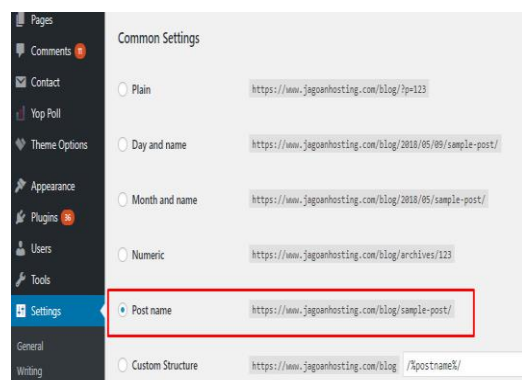 Pages
Comments
Contact
Yop Poll
Theme Options
Appearance
Plugins 36
Users
Tools
Settings
General
Writing
Common Settings
Plain https://www.jagoanhosting.com/blog/?p=123
Day and name https://www.jagoanhosting.com/blog/2018/05/09/sample-post/
Month and name https://www.jagoanhosting.com/blog/2018/05/sample-post/
Numeric https://www.jagoanhosting.com/blog/archives/123
Post name https://www.jagoanhosting.com/blog/sample-post/
Custom Structure https://www.jagoanhosting.com/blog /%postname%/